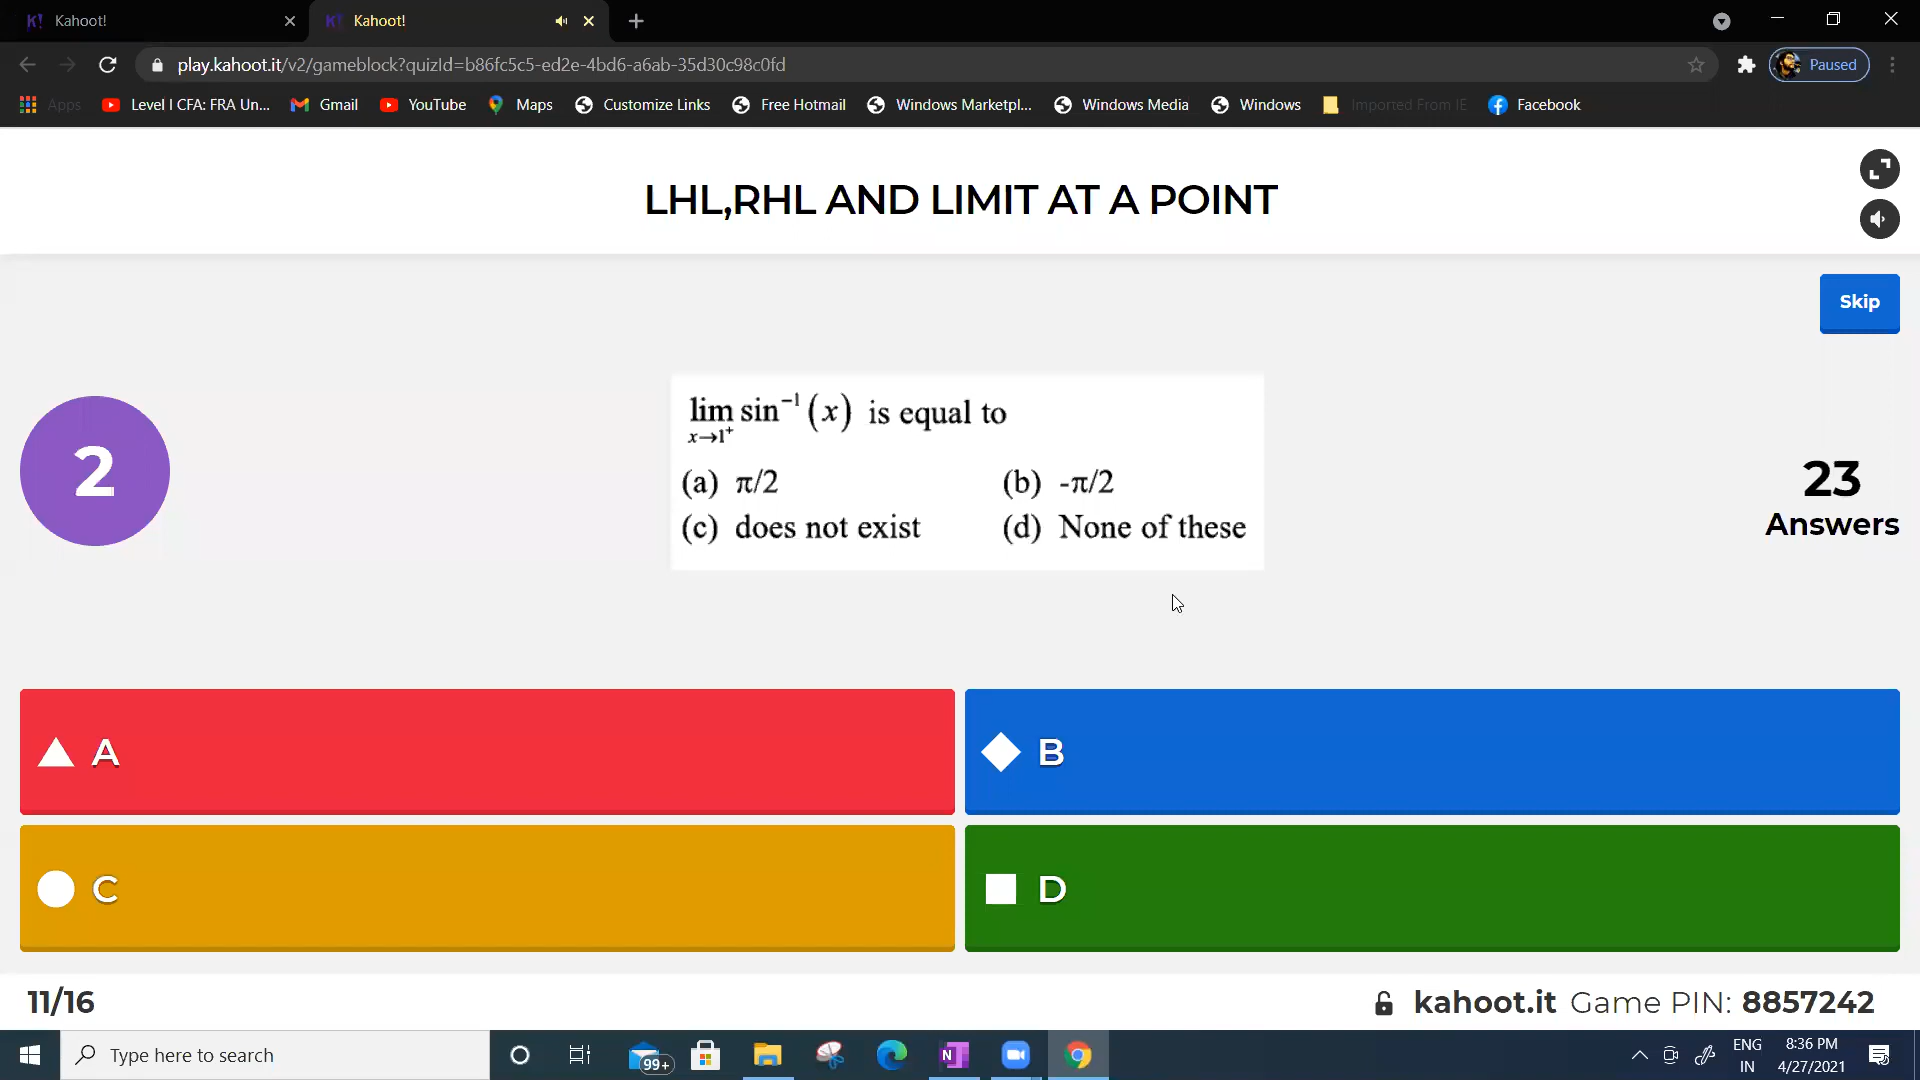 Kahoot!
Kahoot!
play.kahoot.it/v2/gameblock?quizId=b86fc5c5-ed2e-4bd6-a6ab-35d30c98c0fd
Paused
Apps Level I CFA: FRA Un... Gmail YouTube Maps Customize Links Free Hotmail Windows Marketpl... Windows Media Windows Imported From IE Facebook
LHL,RHL AND LIMIT AT A POINT
Skip
2
lim sin⁻¹ (x) is equal to
x→1⁺
(a) π/2 (b) -π/2
(c) does not exist (d) None of these
23
Answers
A
B
C
D
11/16
kahoot.it Game PIN: 8857242
Type here to search
99+
ENG
IN
8:36 PM
4/27/2021